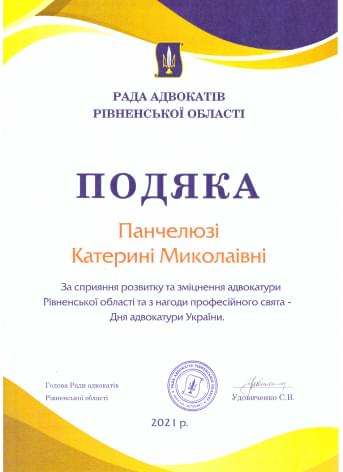 РАДА АДВОКАТІВ
РІВНЕНСЬКОЇ ОБЛАСТІ
ПОДЯКА
Панчелюзі
Катерині Миколаївні
За сприяння розвитку та зміцнення адвокатури
Рівненської області та з нагоди професійного свята -
Дня адвокатури України.
Голова Ради адвокатів
Рівненської області
Удовиченко С.В.
2021 р.